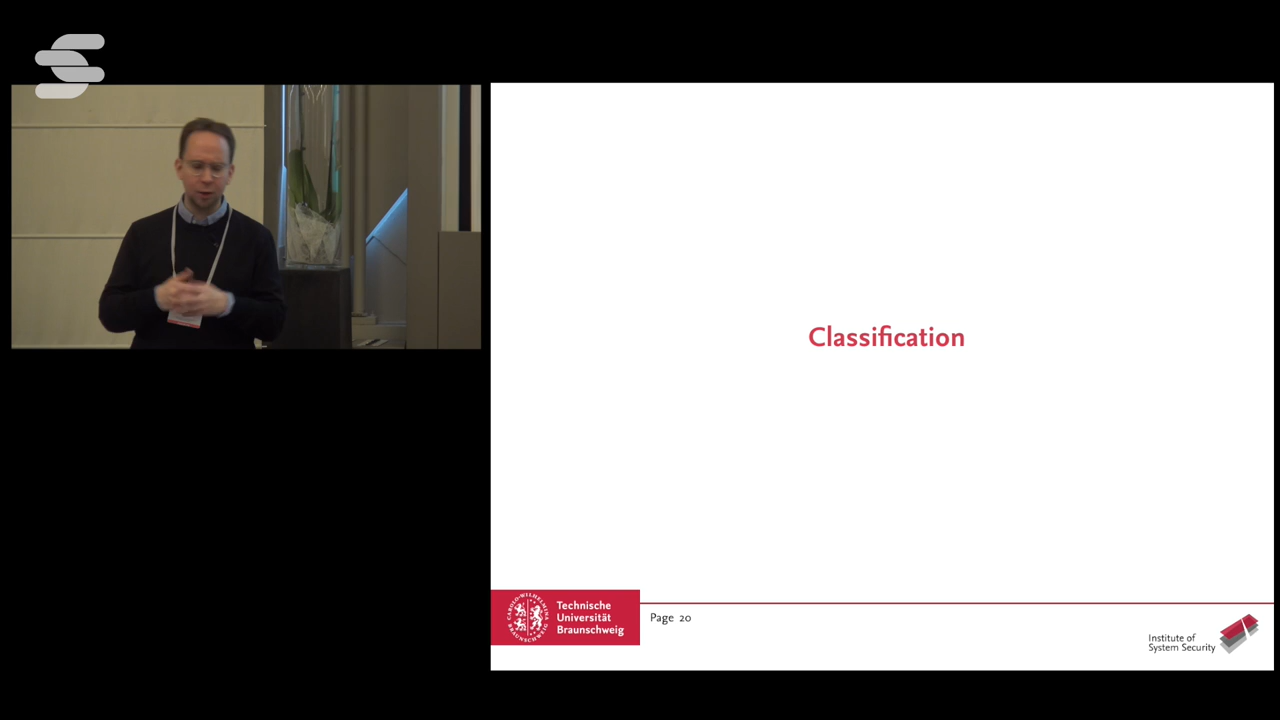 Classification
Technische
Universität
Braunschweig
Page 20
Institute of
System Security